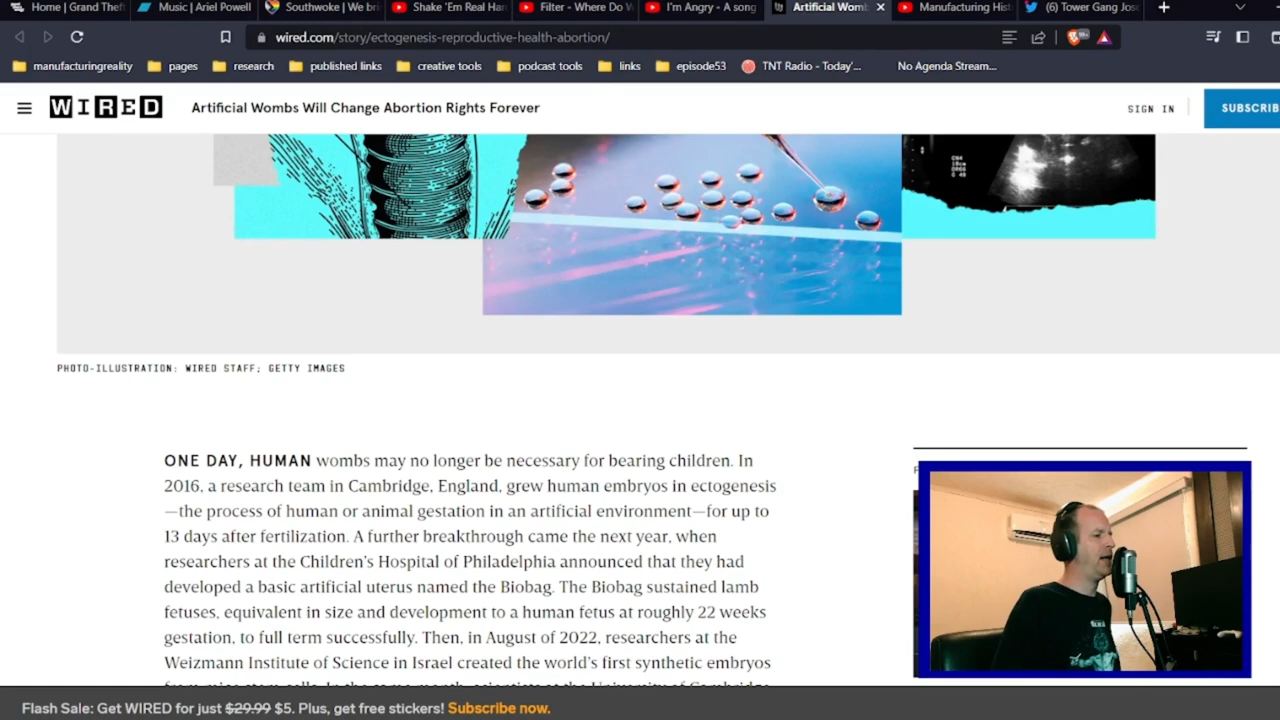 Home | Grand Theft
Music | Ariel Powell
Southwoke | We bri
Shake 'Em Real Har
Filter - Where Do W
I'm Angry - A song
Artificial Womb
Manufacturing Hist
(6) Tower Gang Jos
wired.com/story/ectogenesis-reproductive-health-abortion/
99+
manufacturingreality
pages
research
published links
creative tools
podcast tools
links
episode53
TNT Radio - Today'...
No Agenda Stream...
WIRED
Artificial Wombs Will Change Abortion Rights Forever
SIGN IN
SUBSCRIB
PHOTO-ILLUSTRATION: WIRED STAFF; GETTY IMAGES
ONE DAY, HUMAN wombs may no longer be necessary for bearing children. In
2016, a research team in Cambridge, England, grew human embryos in ectogenesis
—the process of human or animal gestation in an artificial environment—for up to
13 days after fertilization. A further breakthrough came the next year, when
researchers at the Children's Hospital of Philadelphia announced that they had
developed a basic artificial uterus named the Biobag. The Biobag sustained lamb
fetuses, equivalent in size and development to a human fetus at roughly 22 weeks
gestation, to full term successfully. Then, in August of 2022, researchers at the
Weizmann Institute of Science in Israel created the world's first synthetic embryos
Flash Sale: Get WIRED for just $29.99 $5. Plus, get free stickers! Subscribe now.